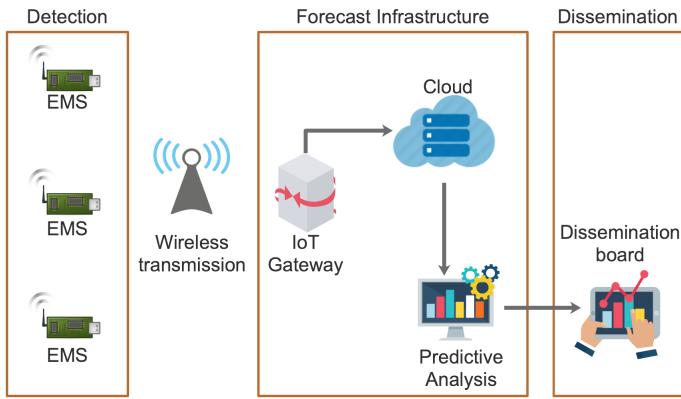 Detection
Forecast Infrastructure
Dissemination
EMS
EMS
EMS
Wireless
transmission
IoT
Gateway
Cloud
Predictive
Analysis
Dissemination
board